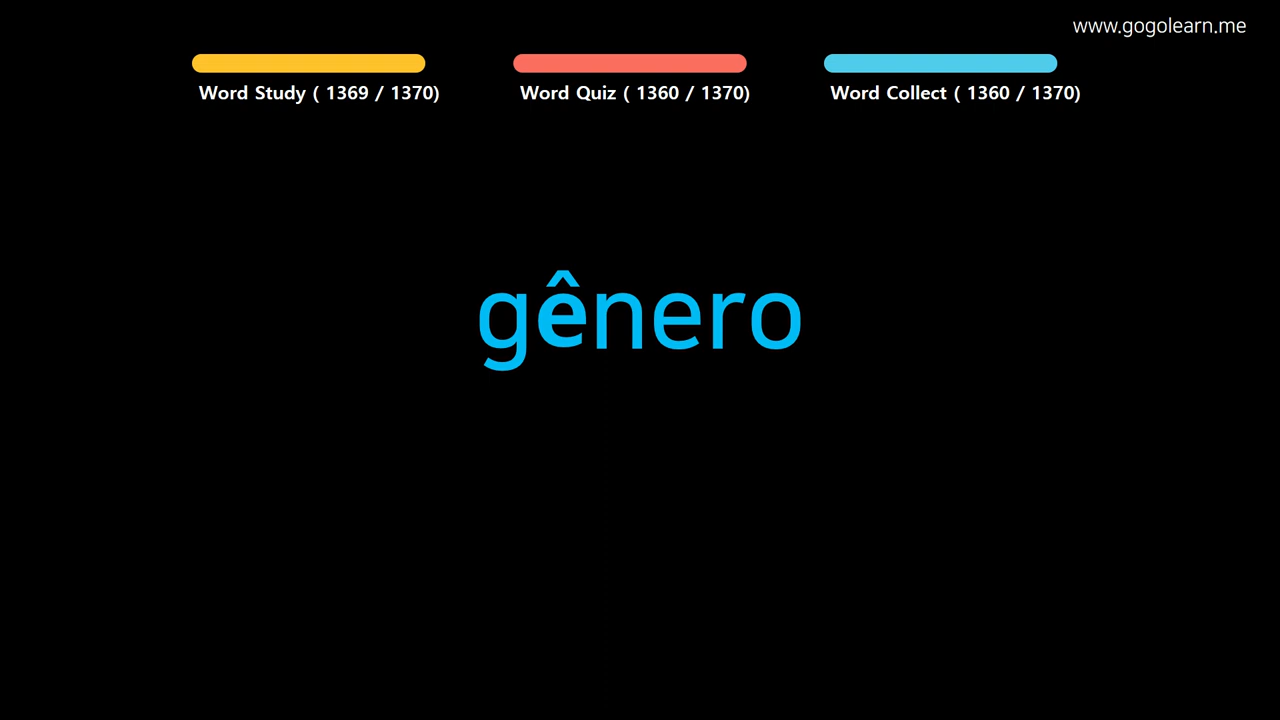 www.gogolearn.me
Word Study ( 1369 / 1370)
Word Quiz ( 1360 / 1370)
Word Collect ( 1360 / 1370)
gênero